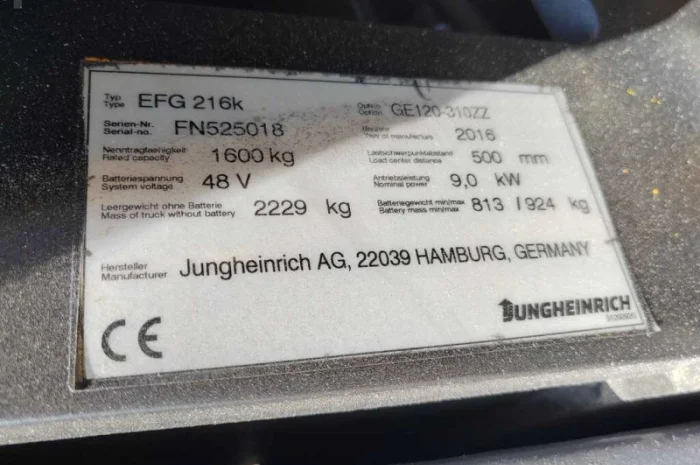 Typ
Type EFG 216k
Option GE120-310ZZ
Serien-Nr.
Serial-no. FN525018
Year of manufacture 2016
Nenntragfaehigkeit
Rated capacity 1600 kg
Lastschwerpunktabstand
Load center distance 500 mm
Batteriespannung
System voltage 48 V
Antriebsleistung
Nominal power 9,0 kW
Leergewicht ohne Batterie
Mass of truck without battery 2229 kg
Batteriegewicht min/max
Battery mass min/max 813 / 924 kg
Hersteller
Manufacturer Jungheinrich AG, 22039 HAMBURG, GERMANY
JUNGHEINRICH
CE